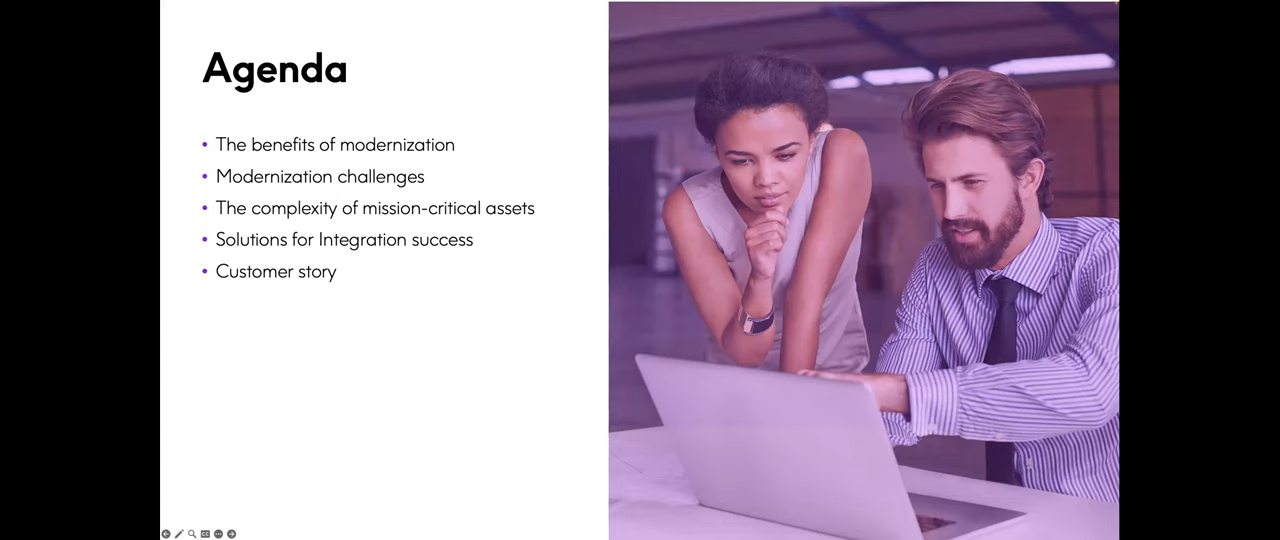 Agenda
• The benefits of modernization
• Modernization challenges
• The complexity of mission-critical assets
• Solutions for Integration success
• Customer story